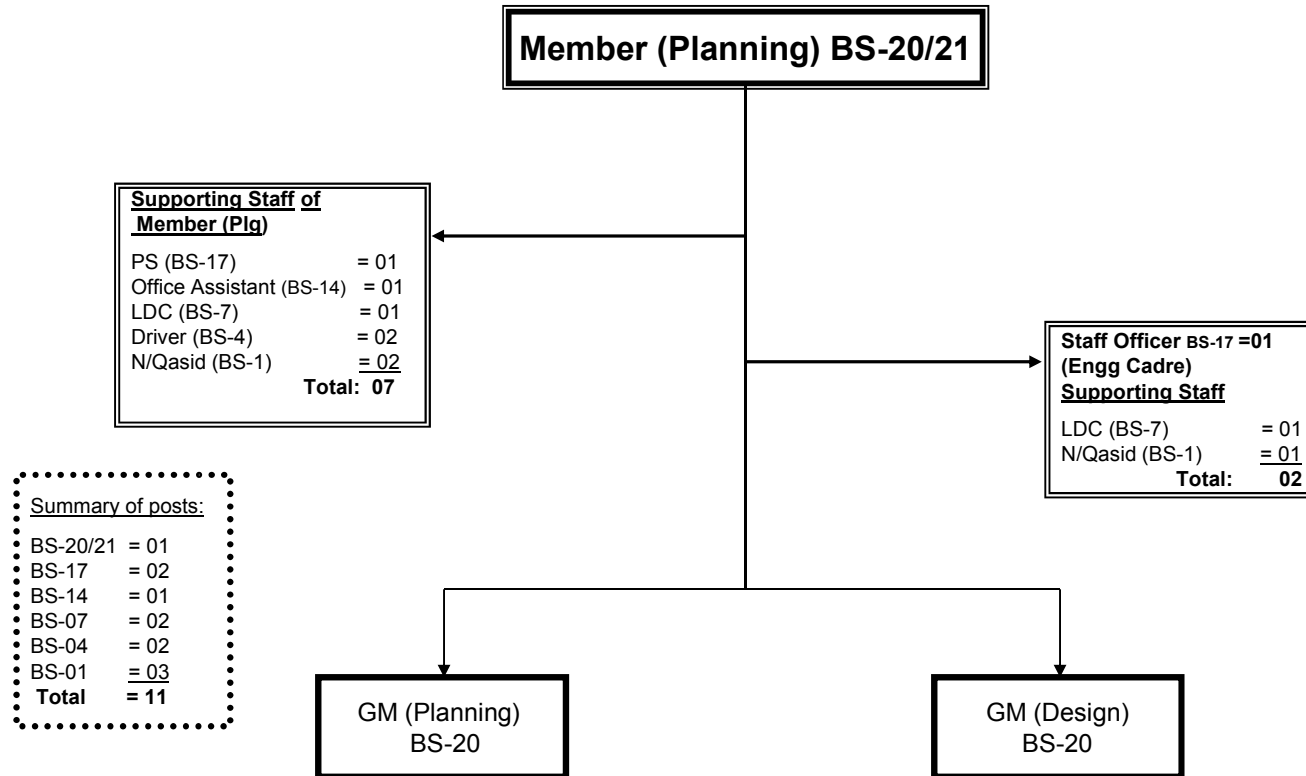 Member (Planning) BS-20/21
Supporting Staff of
Member (Plg)
PS (BS-17) = 01
Office Assistant (BS-14) = 01
LDC (BS-7) = 01
Driver (BS-4) = 02
N/Qasid (BS-1) = 02
Total: 07
Staff Officer BS-17 =01
(Engg Cadre)
Supporting Staff
LDC (BS-7) = 01
N/Qasid (BS-1) = 01
Total: 02
Summary of posts:
BS-20/21 = 01
BS-17 = 02
BS-14 = 01
BS-07 = 02
BS-04 = 02
BS-01 = 03
Total = 11
GM (Planning)
BS-20
GM (Design)
BS-20